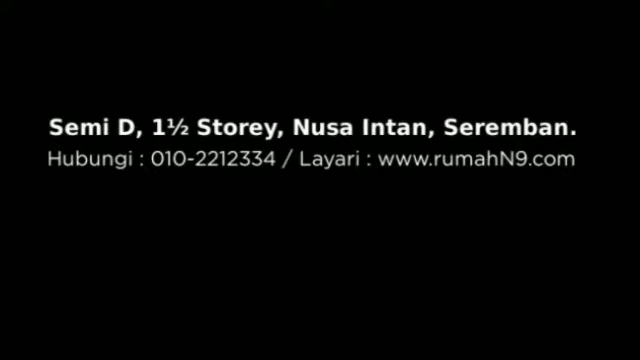 Semi D, 1½ Storey, Nusa Intan, Seremban.
Hubungi : 010-2212334 / Layari : www.rumahN9.com